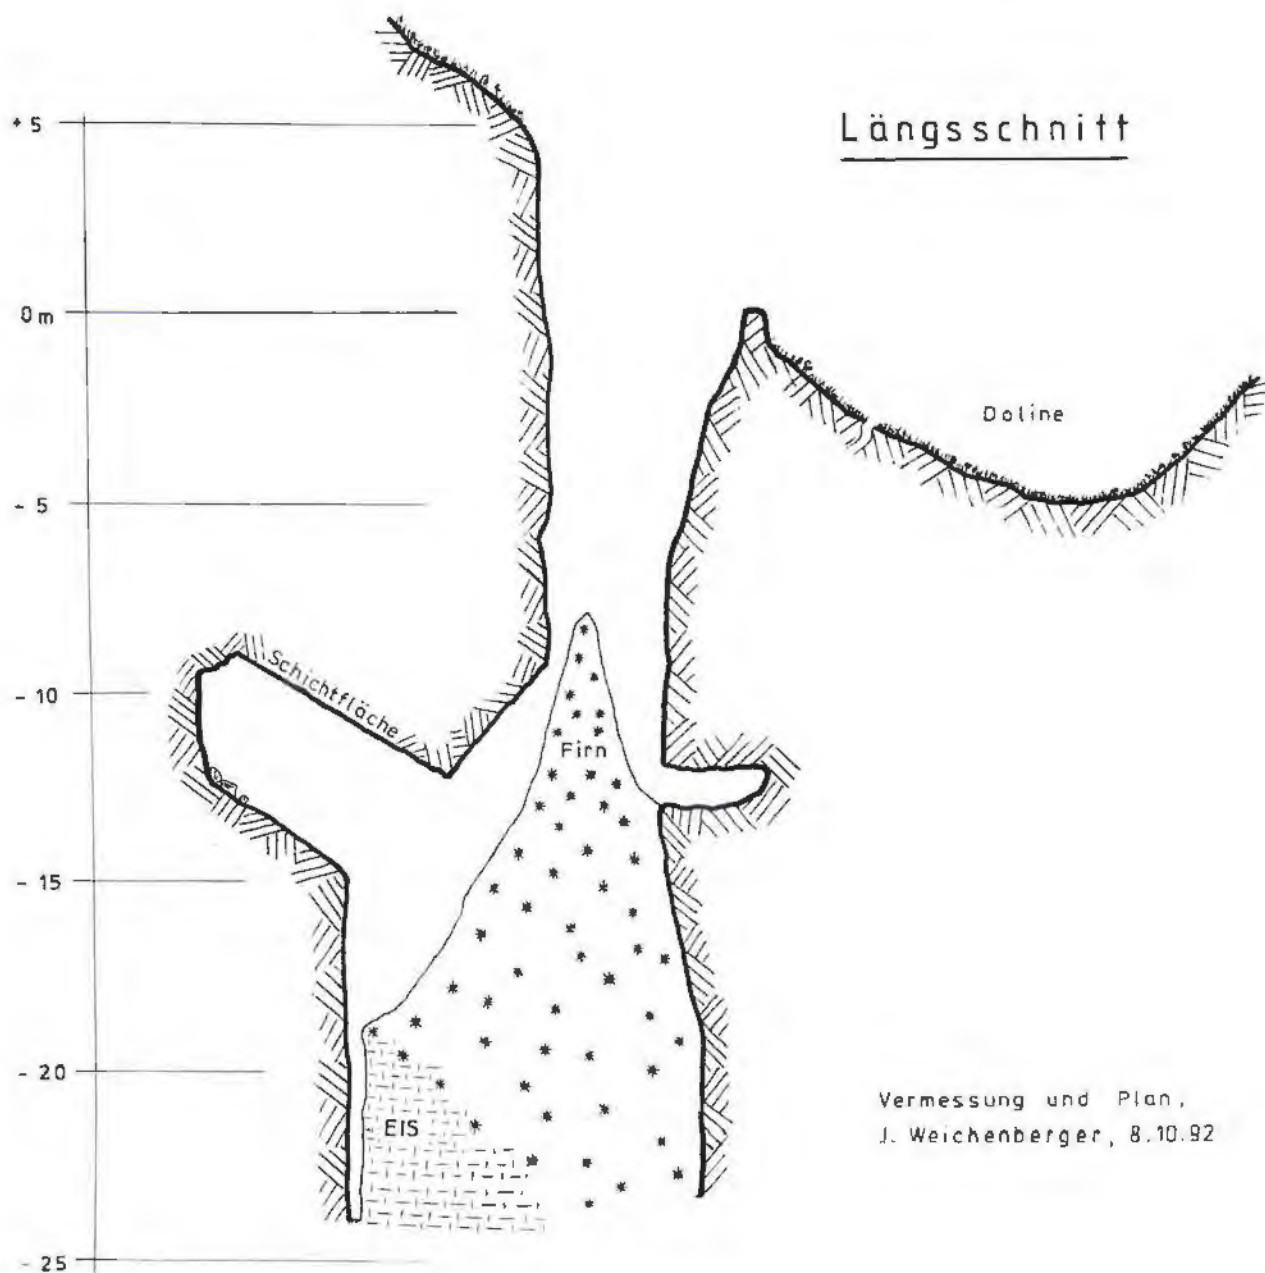 Längsschnitt
+ 5
0 m
- 5
- 10
- 15
- 20
- 25
Doline
Schichtfläche
Firn
EIS
Vermessung und Plan,
J. Weichenberger, 8.10.92